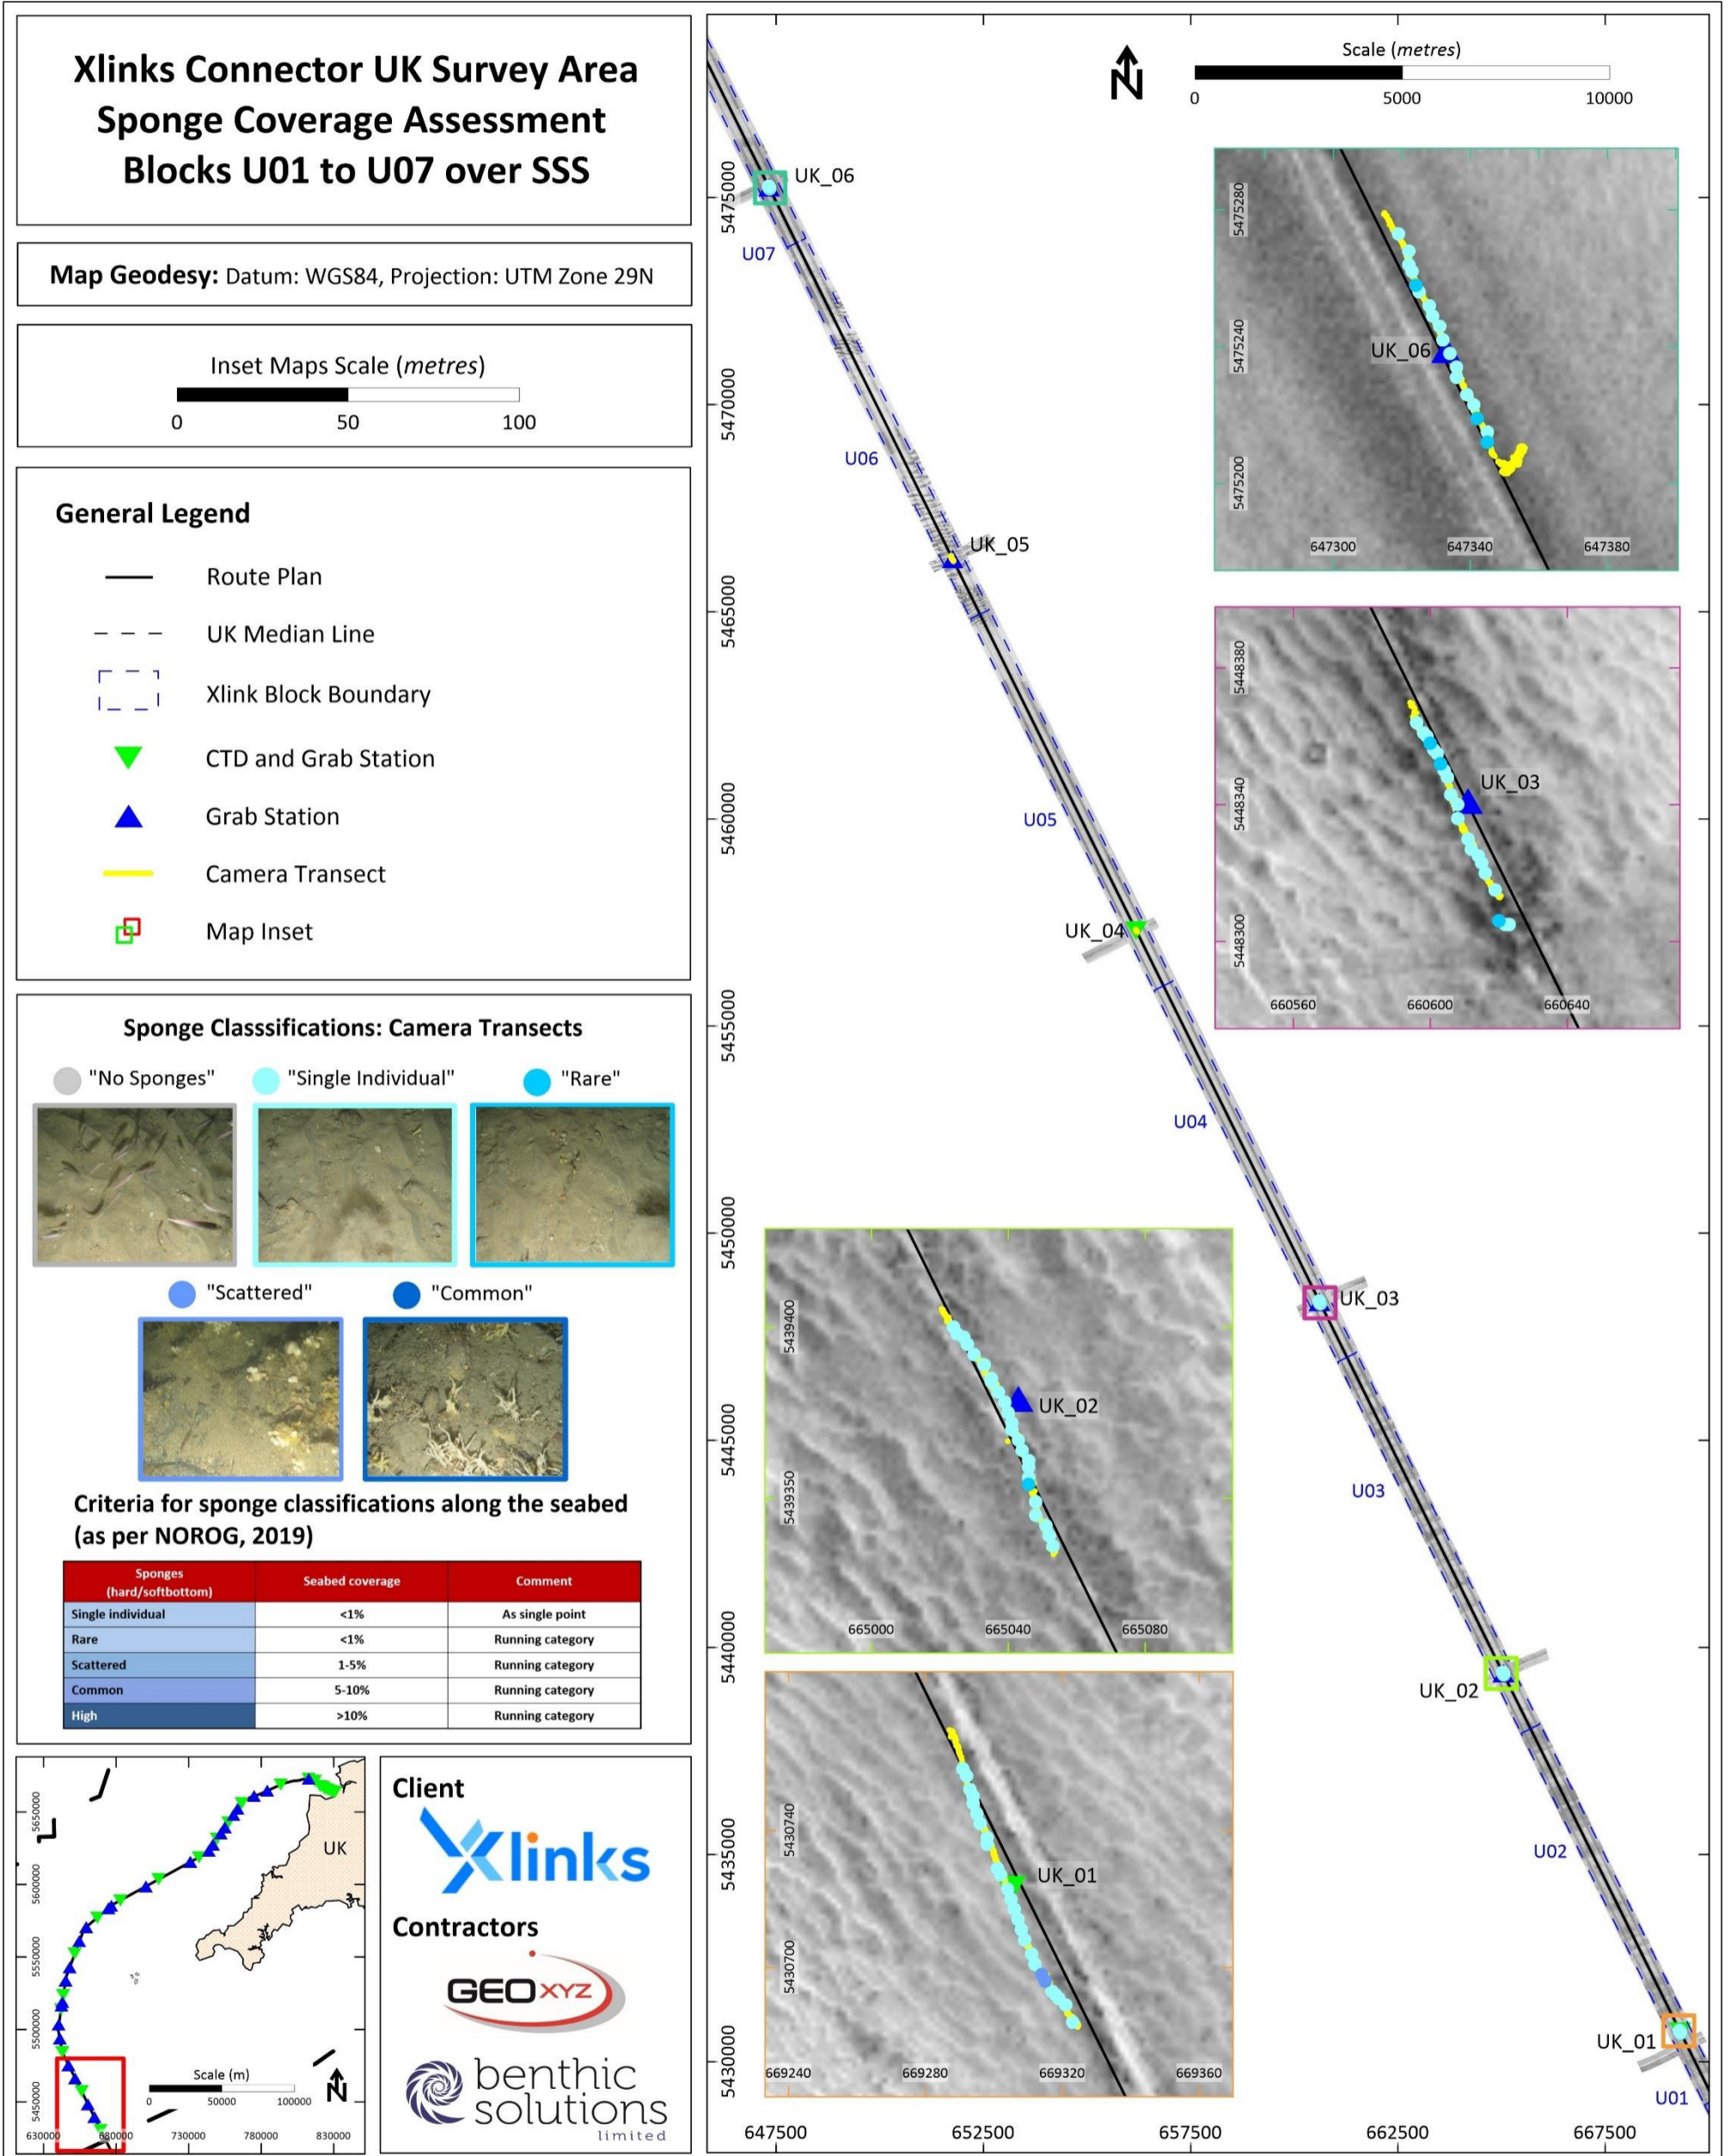 Xlinks Connector UK Survey Area
Sponge Coverage Assessment
Blocks U01 to U07 over SSS
Map Geodesy: Datum: WGS84, Projection: UTM Zone 29N
Inset Maps Scale (metres)
0 50 100
General Legend
Route Plan
UK Median Line
Xlink Block Boundary
CTD and Grab Station
Grab Station
Camera Transect
Map Inset
Sponge Classsifications: Camera Transects
"No Sponges" "Single Individual" "Rare"
"Scattered" "Common"
Criteria for sponge classifications along the seabed
(as per NOROG, 2019)
Sponges
(hard/softbottom) Seabed coverage Comment
Single individual <1% As single point
Rare <1% Running category
Scattered 1-5% Running category
Common 5-10% Running category
High >10% Running category
5650000
5600000
5550000
5500000
5450000
UK
Scale (m)
0 50000 100000
N
630000 680000 730000 780000 830000
Client
Xlinks
Contractors
GEOXYZ
benthic
solutions
limited
N
Scale (metres)
0 5000 10000
5475000
5470000
5465000
5460000
5455000
5450000
5445000
5440000
5435000
5430000
647500 652500 657500 662500 667500
UK_06
U07
U06
UK_05
U05
UK_04
U04
UK_03
U03
UK_02
U02
UK_01
U01
5475280
5475240
5475200
UK_06
647300 647340 647380
5448380
5448340
5448300
UK_03
660560 660600 660640
5439400
5439350
UK_02
665000 665040 665080
5430740
5430700
UK_01
669240 669280 669320 669360